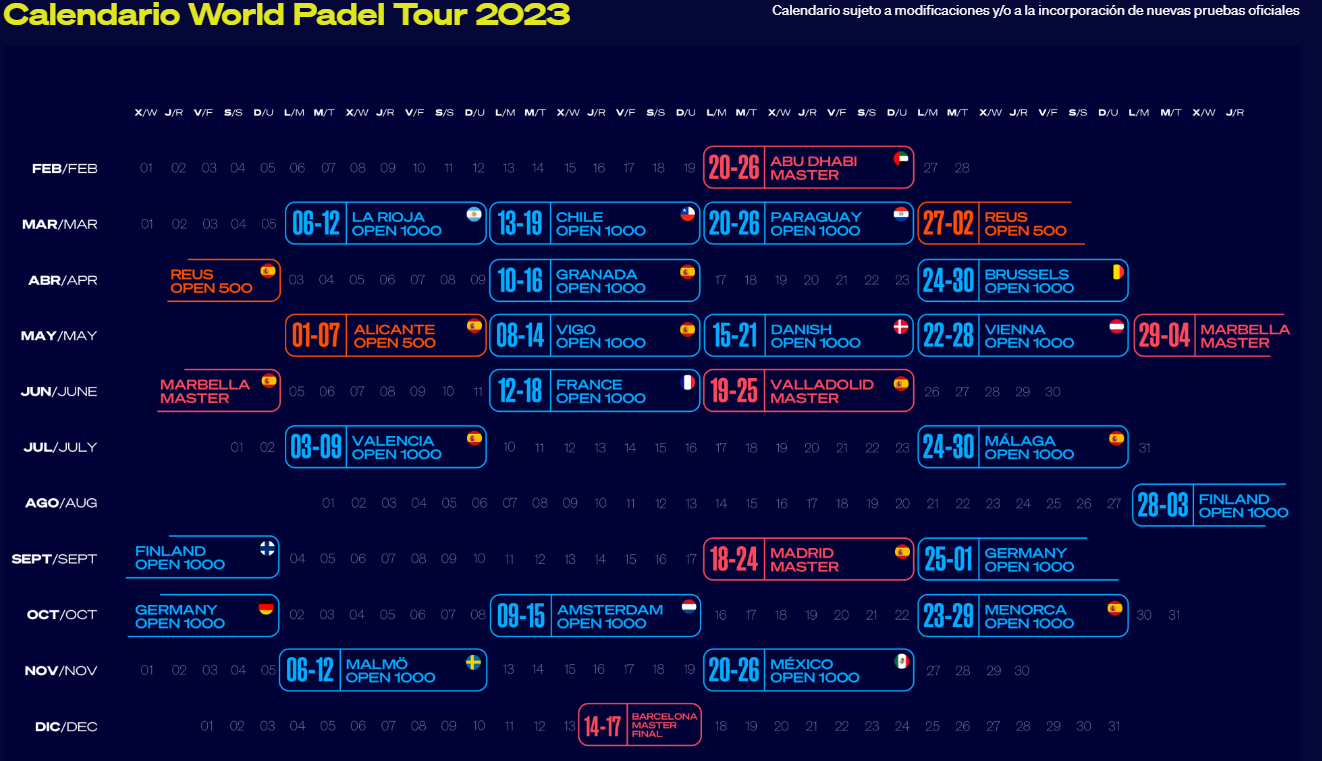 Calendario World Padel Tour 2023
Calendario sujeto a modificaciones y/o a la incorporación de nuevas pruebas oficiales
X/W J/R V/F S/S D/U L/M M/T X/W J/R V/F S/S D/U L/M M/T X/W J/R V/F S/S D/U L/M M/T X/W J/R V/F S/S D/U L/M M/T X/W J/R V/F S/S D/U L/M M/T X/W J/R
FEB/FEB 01 02 03 04 05 06 07 08 09 10 11 12 13 14 15 16 17 18 19 20-26 ABU DHABI MASTER 27 28
MAR/MAR 01 02 03 04 05 06-12 LA RIOJA OPEN 1000 13-19 CHILE OPEN 1000 20-26 PARAGUAY OPEN 1000 27-02 REUS OPEN 500
ABR/APR REUS OPEN 500 03 04 05 06 07 08 09 10-16 GRANADA OPEN 1000 17 18 19 20 21 22 23 24-30 BRUSSELS OPEN 1000
MAY/MAY 01-07 ALICANTE OPEN 500 08-14 VIGO OPEN 1000 15-21 DANISH OPEN 1000 22-28 VIENNA OPEN 1000 29-04 MARBELLA MASTER
JUN/JUNE MARBELLA MASTER 05 06 07 08 09 10 11 12-18 FRANCE OPEN 1000 19-25 VALLADOLID MASTER 26 27 28 29 30
JUL/JULY 01 02 03-09 VALENCIA OPEN 1000 10 11 12 13 14 15 16 17 18 19 20 21 22 23 24-30 MÁLAGA OPEN 1000 31
AGO/AUG 01 02 03 04 05 06 07 08 09 10 11 12 13 14 15 16 17 18 19 20 21 22 23 24 25 26 27 28-03 FINLAND OPEN 1000
SEPT/SEPT FINLAND OPEN 1000 04 05 06 07 08 09 10 11 12 13 14 15 16 17 18-24 MADRID MASTER 25-01 GERMANY OPEN 1000
OCT/OCT GERMANY OPEN 1000 02 03 04 05 06 07 08 09-15 AMSTERDAM OPEN 1000 16 17 18 19 20 21 22 23-29 MENORCA OPEN 1000 30 31
NOV/NOV 01 02 03 04 05 06-12 MALMÖ OPEN 1000 13 14 15 16 17 18 19 20-26 MÉXICO OPEN 1000 27 28 29 30
DIC/DEC 01 02 03 04 05 06 07 08 09 10 11 12 13 14-17 BARCELONA MASTER FINAL 18 19 20 21 22 23 24 25 26 27 28 29 30 31